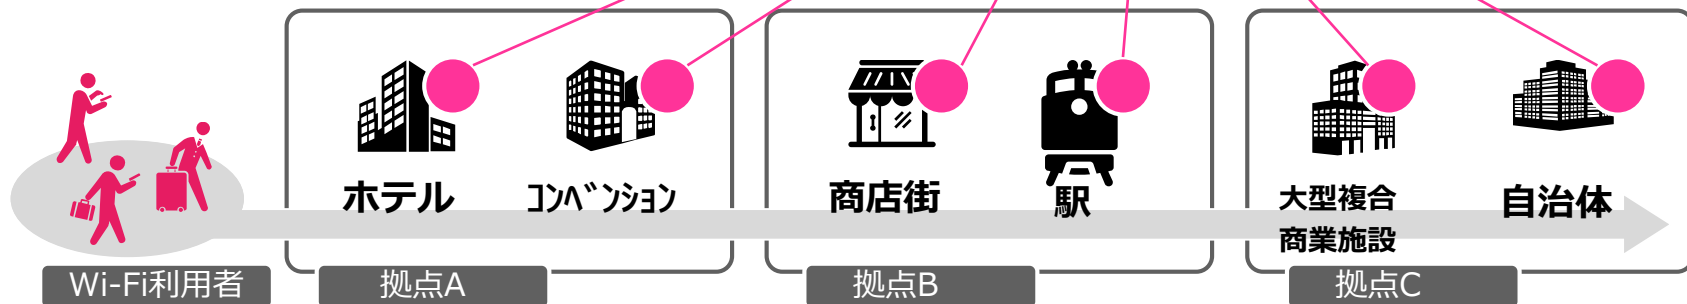 ホテル
コンベンション
商店街
駅
大型複合
商業施設
自治体
Wi-Fi利用者
拠点A
拠点B
拠点C